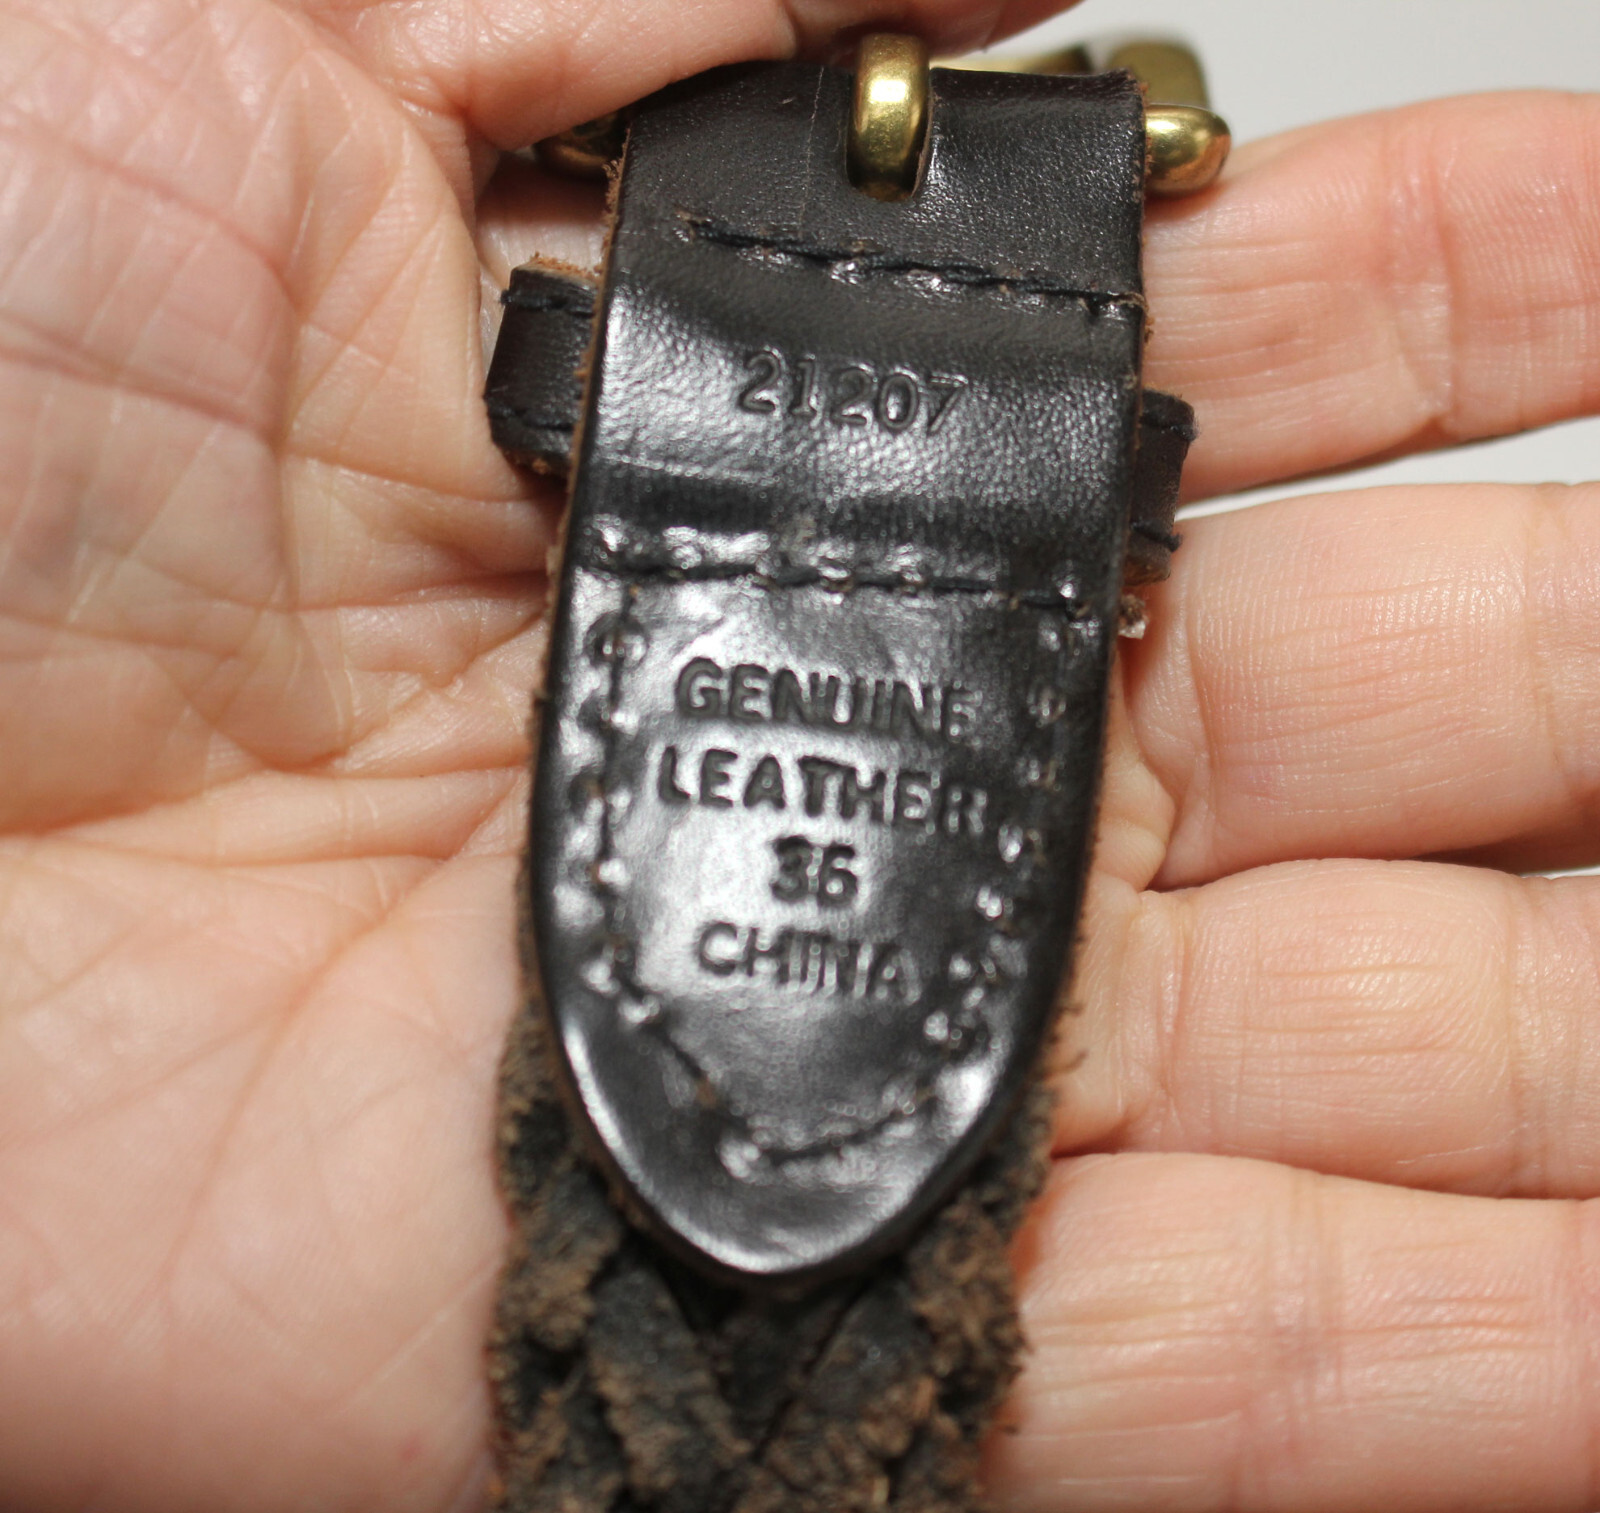 21207
GENUINE
LEATHER
36
CHINA